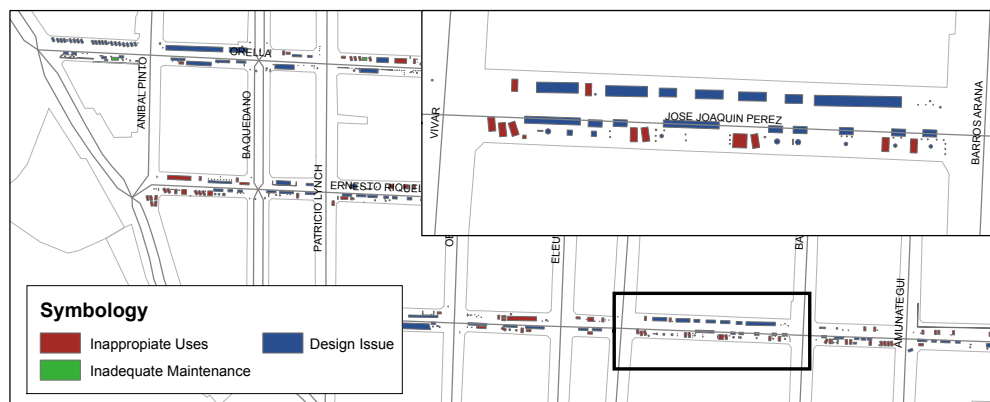 ORELLA
ANIBAL PINTO
BAQUEDANO
PATRICIO LYNCH
ERNESTO RIQUEL
VIVAR
JOSE JOAQUIN PEREZ
BARROS ARANA
OB
ELEU
BA
AMUNATEGUI
Symbology
Inappropiate Uses
Design Issue
Inadequate Maintenance